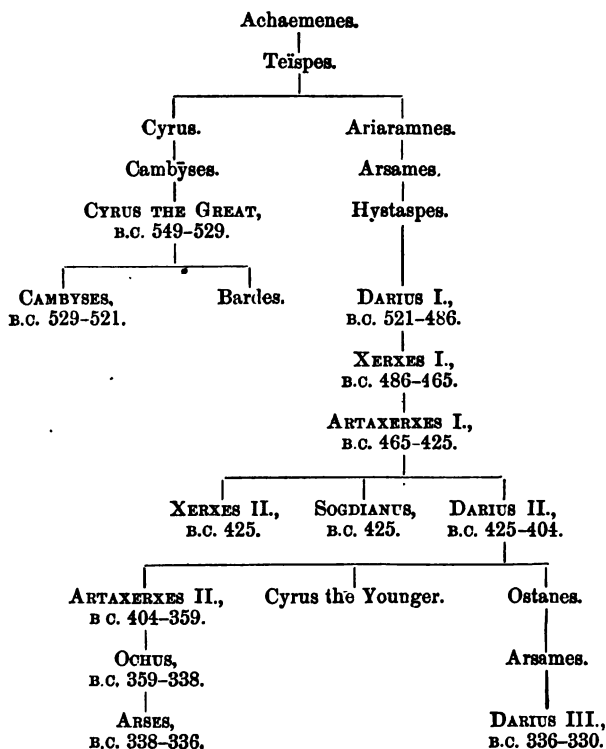 Achaemenes.
Teïspes.
Cyrus. Ariaramnes.
Cambȳses. Arsames.
CYRUS THE GREAT, Hystaspes.
B.C. 549–529.
CAMBYSES, Bardes. DARIUS I.,
B.C. 529–521. B.C. 521–486.
XERXES I.,
B.C. 486–465.
ARTAXERXES I.,
B.C. 465–425.
XERXES II., SOGDIANUS, DARIUS II.,
B.C. 425. B.C. 425. B.C. 425–404.
ARTAXERXES II., Cyrus the Younger. Ostanes.
B C. 404–359.
OCHUS, Arsames.
B.C. 359–338.
ARSES, DARIUS III.,
B.C. 338–336. B.C. 336–330.